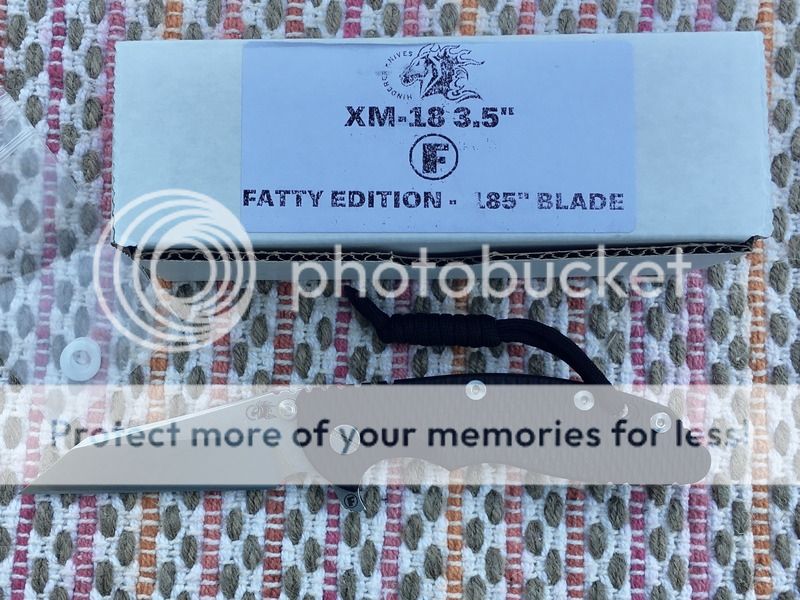 HINDERER KNIVES
XM-18 3.5"
F
FATTY EDITION - .185" BLADE
photobucket
Protect more of your memories for less!